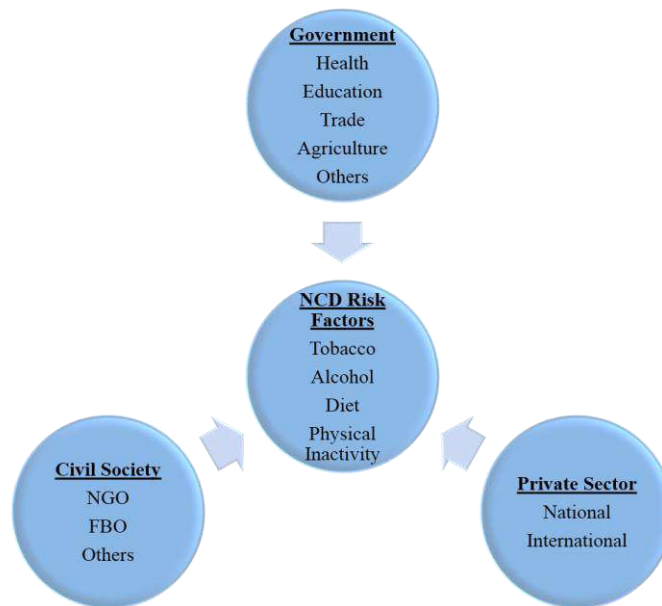 Government
Health
Education
Trade
Agriculture
Others
NCD Risk
Factors
Tobacco
Alcohol
Diet
Physical
Inactivity
Civil Society
NGO
FBO
Others
Private Sector
National
International